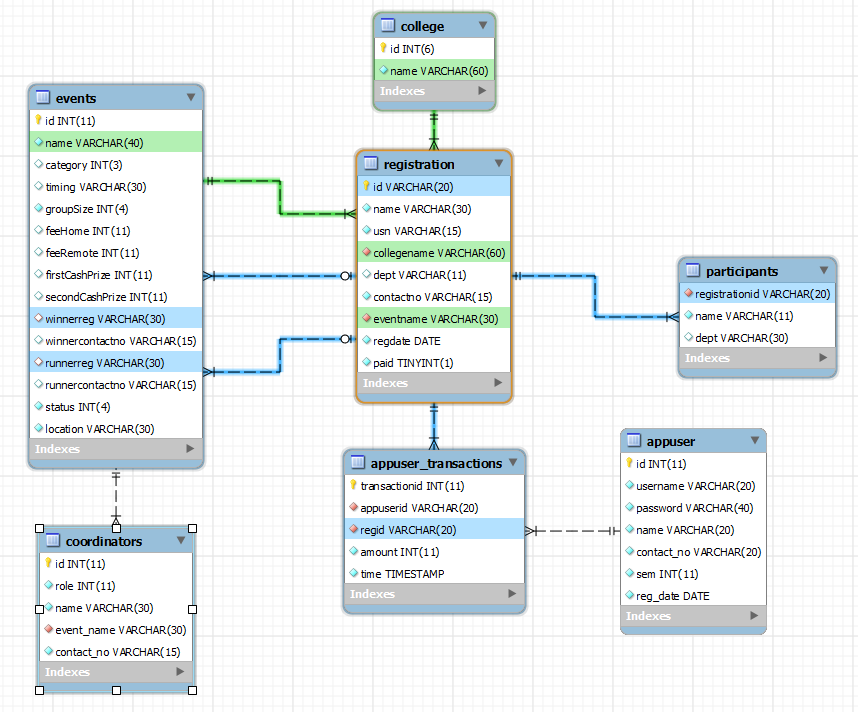 college
id INT(6)
name VARCHAR(60)
Indexes
events
id INT(11)
name VARCHAR(40)
category INT(3)
timing VARCHAR(30)
groupSize INT(4)
feeHome INT(11)
feeRemote INT(11)
firstCashPrize INT(11)
secondCashPrize INT(11)
winnerreg VARCHAR(30)
winnercontactno VARCHAR(15)
runnerreg VARCHAR(30)
runnercontactno VARCHAR(15)
status INT(4)
location VARCHAR(30)
Indexes
registration
id VARCHAR(20)
name VARCHAR(30)
usn VARCHAR(15)
collegename VARCHAR(60)
dept VARCHAR(11)
contactno VARCHAR(15)
eventname VARCHAR(30)
regdate DATE
paid TINYINT(1)
Indexes
participants
registrationid VARCHAR(20)
name VARCHAR(11)
dept VARCHAR(30)
Indexes
appuser_transactions
transactionid INT(11)
appuserid VARCHAR(20)
regid VARCHAR(20)
amount INT(11)
time TIMESTAMP
Indexes
appuser
id INT(11)
username VARCHAR(20)
password VARCHAR(40)
name VARCHAR(20)
contact_no VARCHAR(20)
sem INT(11)
reg_date DATE
Indexes
coordinators
id INT(11)
role INT(11)
name VARCHAR(30)
event_name VARCHAR(30)
contact_no VARCHAR(15)
Indexes